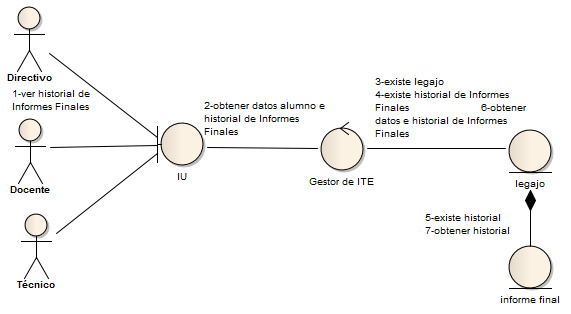 Directivo
1-ver historial de
Informes Finales
Docente
Técnico
IU
2-obtener datos alumno e
historial de Informes
Finales
Gestor de ITE
3-existe legajo
4-existe historial de Informes
Finales 6-obtener
datos e historial de Informes
Finales
legajo
5-existe historial
7-obtener historial
informe final